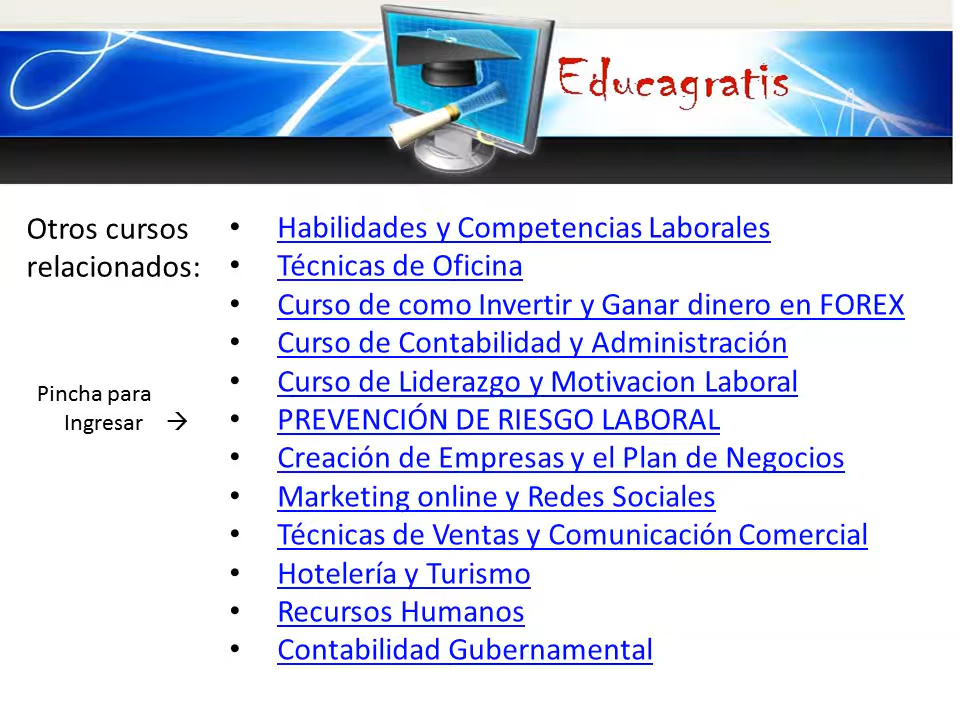 Educagratis
Otros cursos
relacionados:
Pincha para
Ingresar →
• Habilidades y Competencias Laborales
• Técnicas de Oficina
• Curso de como Invertir y Ganar dinero en FOREX
• Curso de Contabilidad y Administración
• Curso de Liderazgo y Motivacion Laboral
• PREVENCIÓN DE RIESGO LABORAL
• Creación de Empresas y el Plan de Negocios
• Marketing online y Redes Sociales
• Técnicas de Ventas y Comunicación Comercial
• Hotelería y Turismo
• Recursos Humanos
• Contabilidad Gubernamental